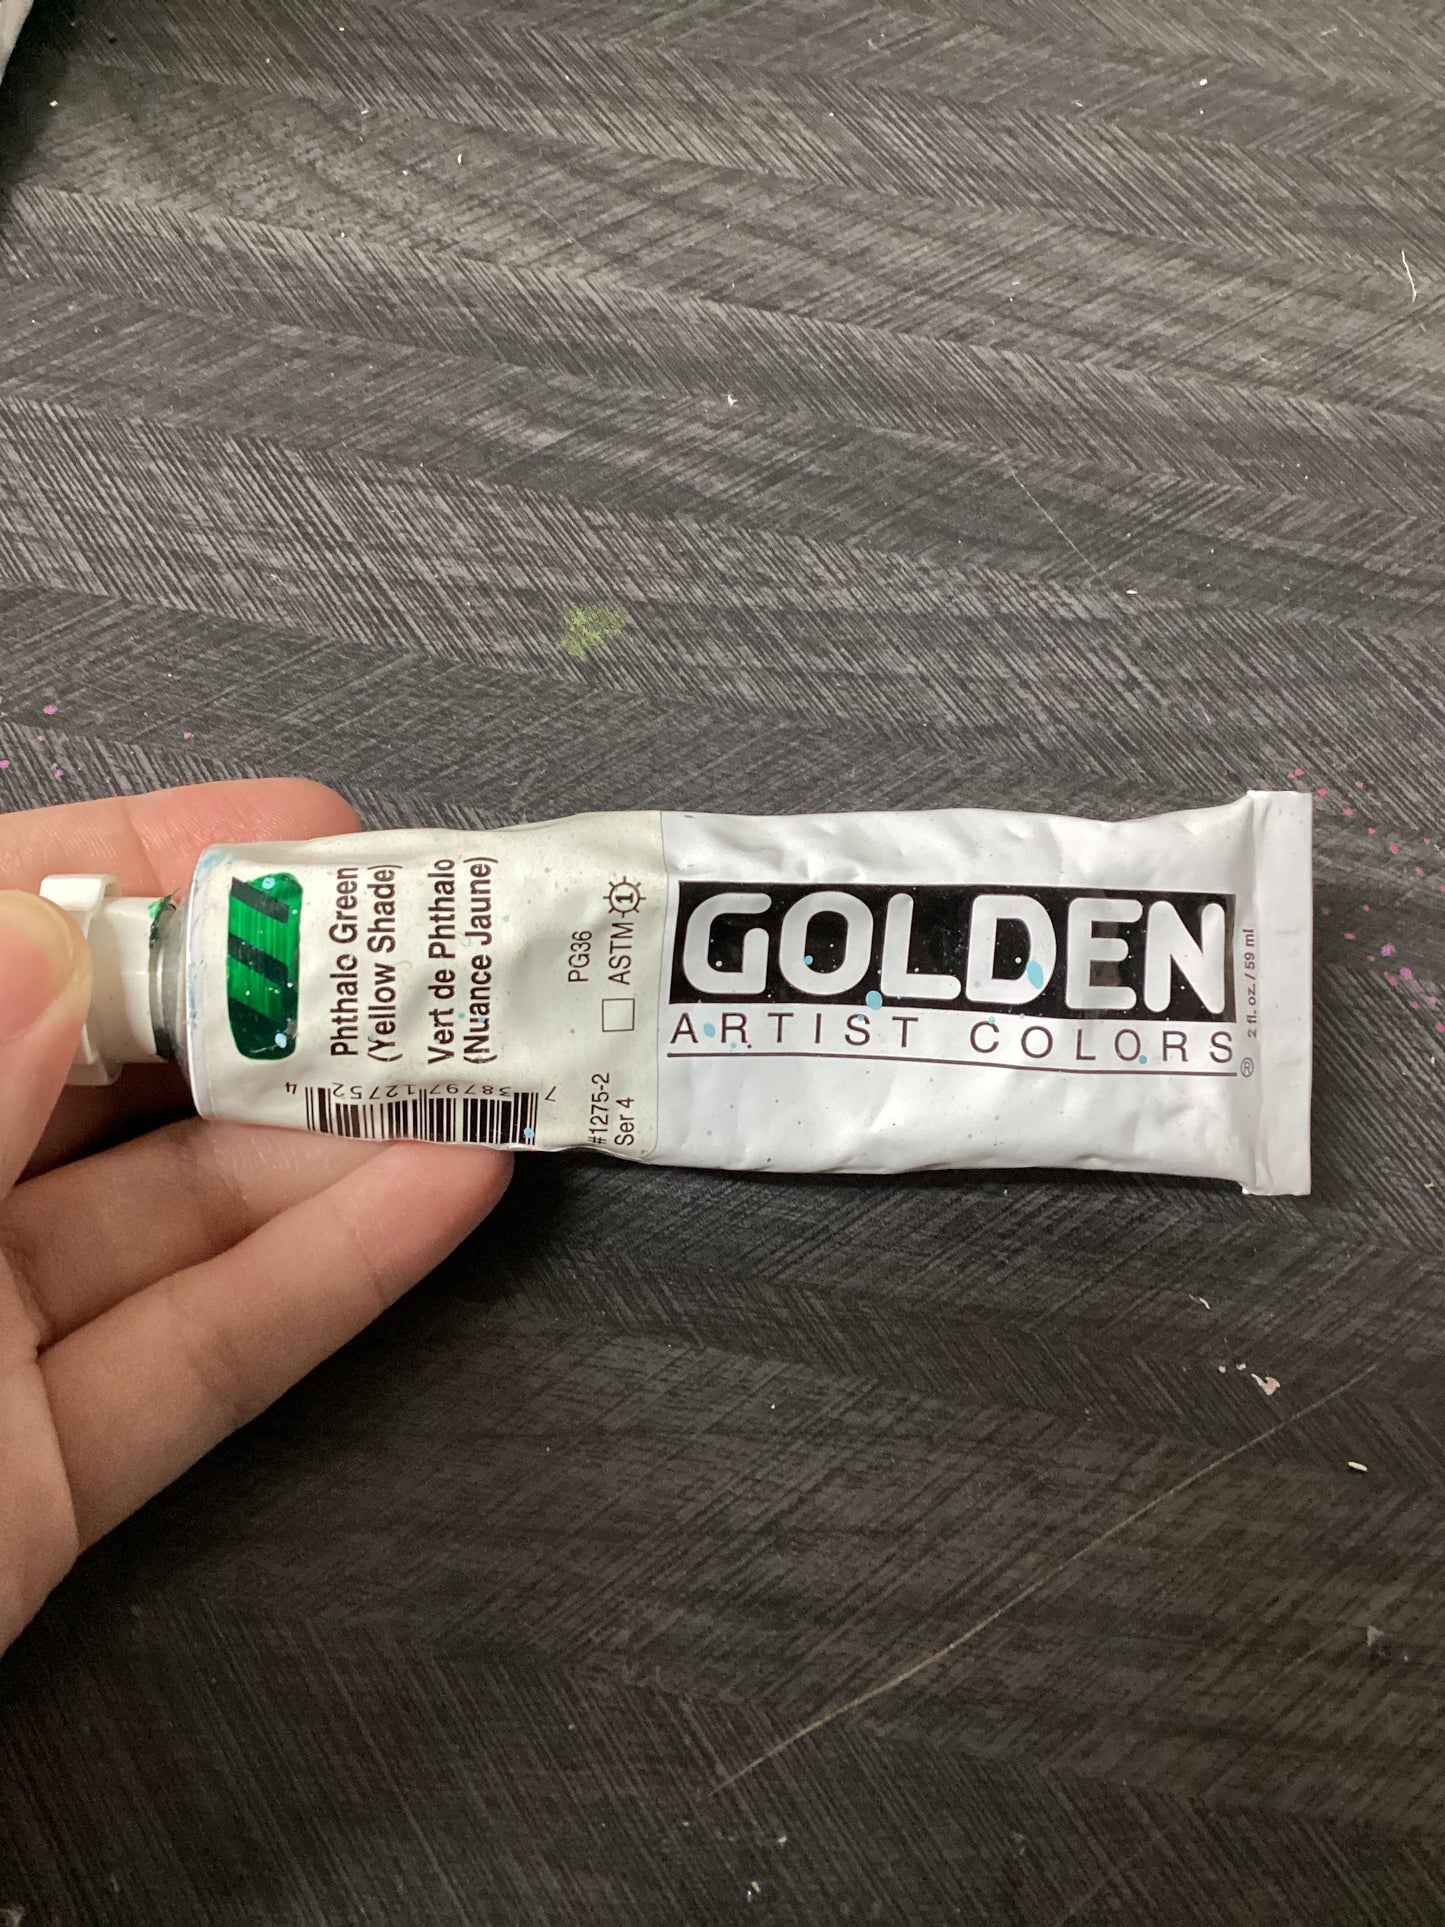 GOLDEN
ARTIST COLORS®
2 fl. oz. / 59 ml
Phthalo Green
(Yellow Shade)
Vert de Phthalo
(Nuance Jaune)
PG36
ASTM 1
#1275-2
Ser 4
7 38797 12752 4